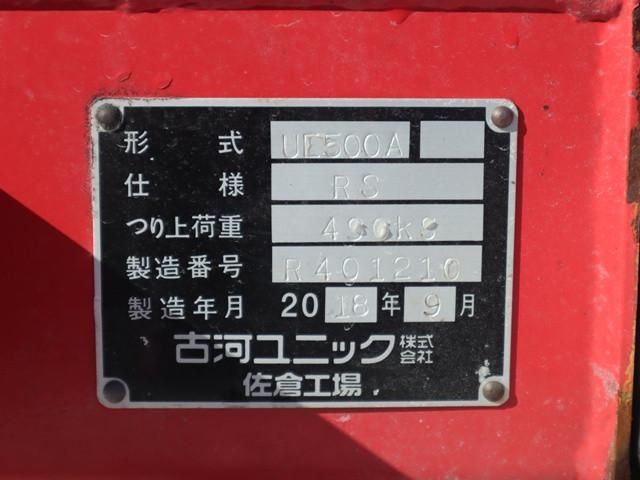 形式 UE500A
仕様 RS
つり上荷重 490kg
製造番号 R401210
製造年月 2018年9月
古河ユニック株式会社
佐倉工場